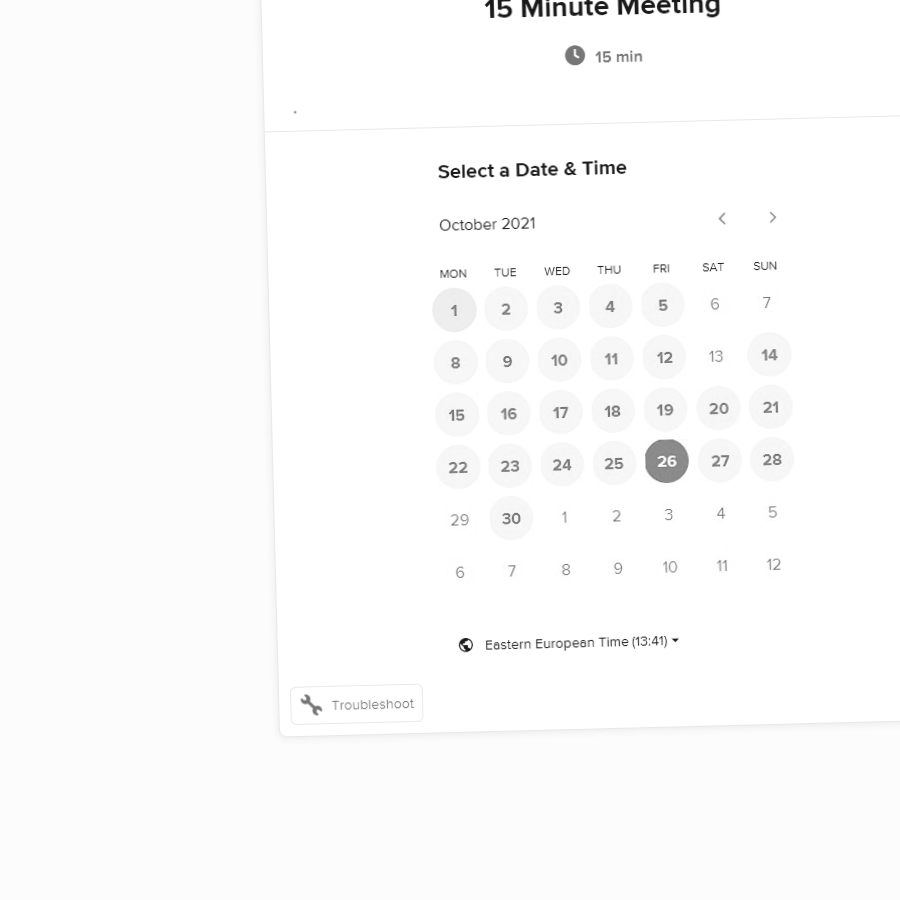 15 Minute Meeting
15 min
.
Select a Date & Time
October 2021
MON TUE WED THU FRI SAT SUN
1 2 3 4 5 6 7
8 9 10 11 12 13 14
15 16 17 18 19 20 21
22 23 24 25 26 27 28
29 30 1 2 3 4 5
6 7 8 9 10 11 12
Eastern European Time (13:41)
Troubleshoot